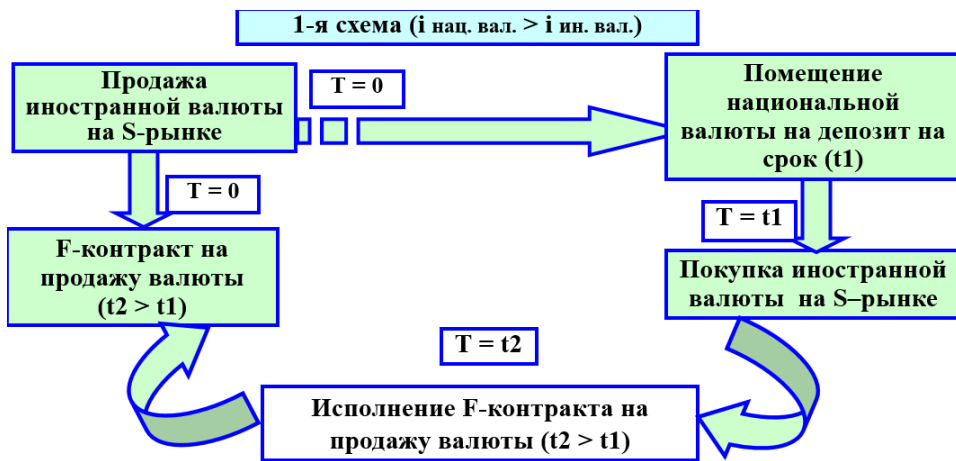 1-я схема (i нац. вал. > i ин. вал.)
Продажа
иностранной валюты
на S-рынке
T = 0
Помещение
национальной
валюты на депозит на
срок (t1)
T = 0
T = t1
F-контракт на
продажу валюты
(t2 > t1)
Покупка иностранной
валюты на S–рынке
T = t2
Исполнение F-контракта на
продажу валюты (t2 > t1)